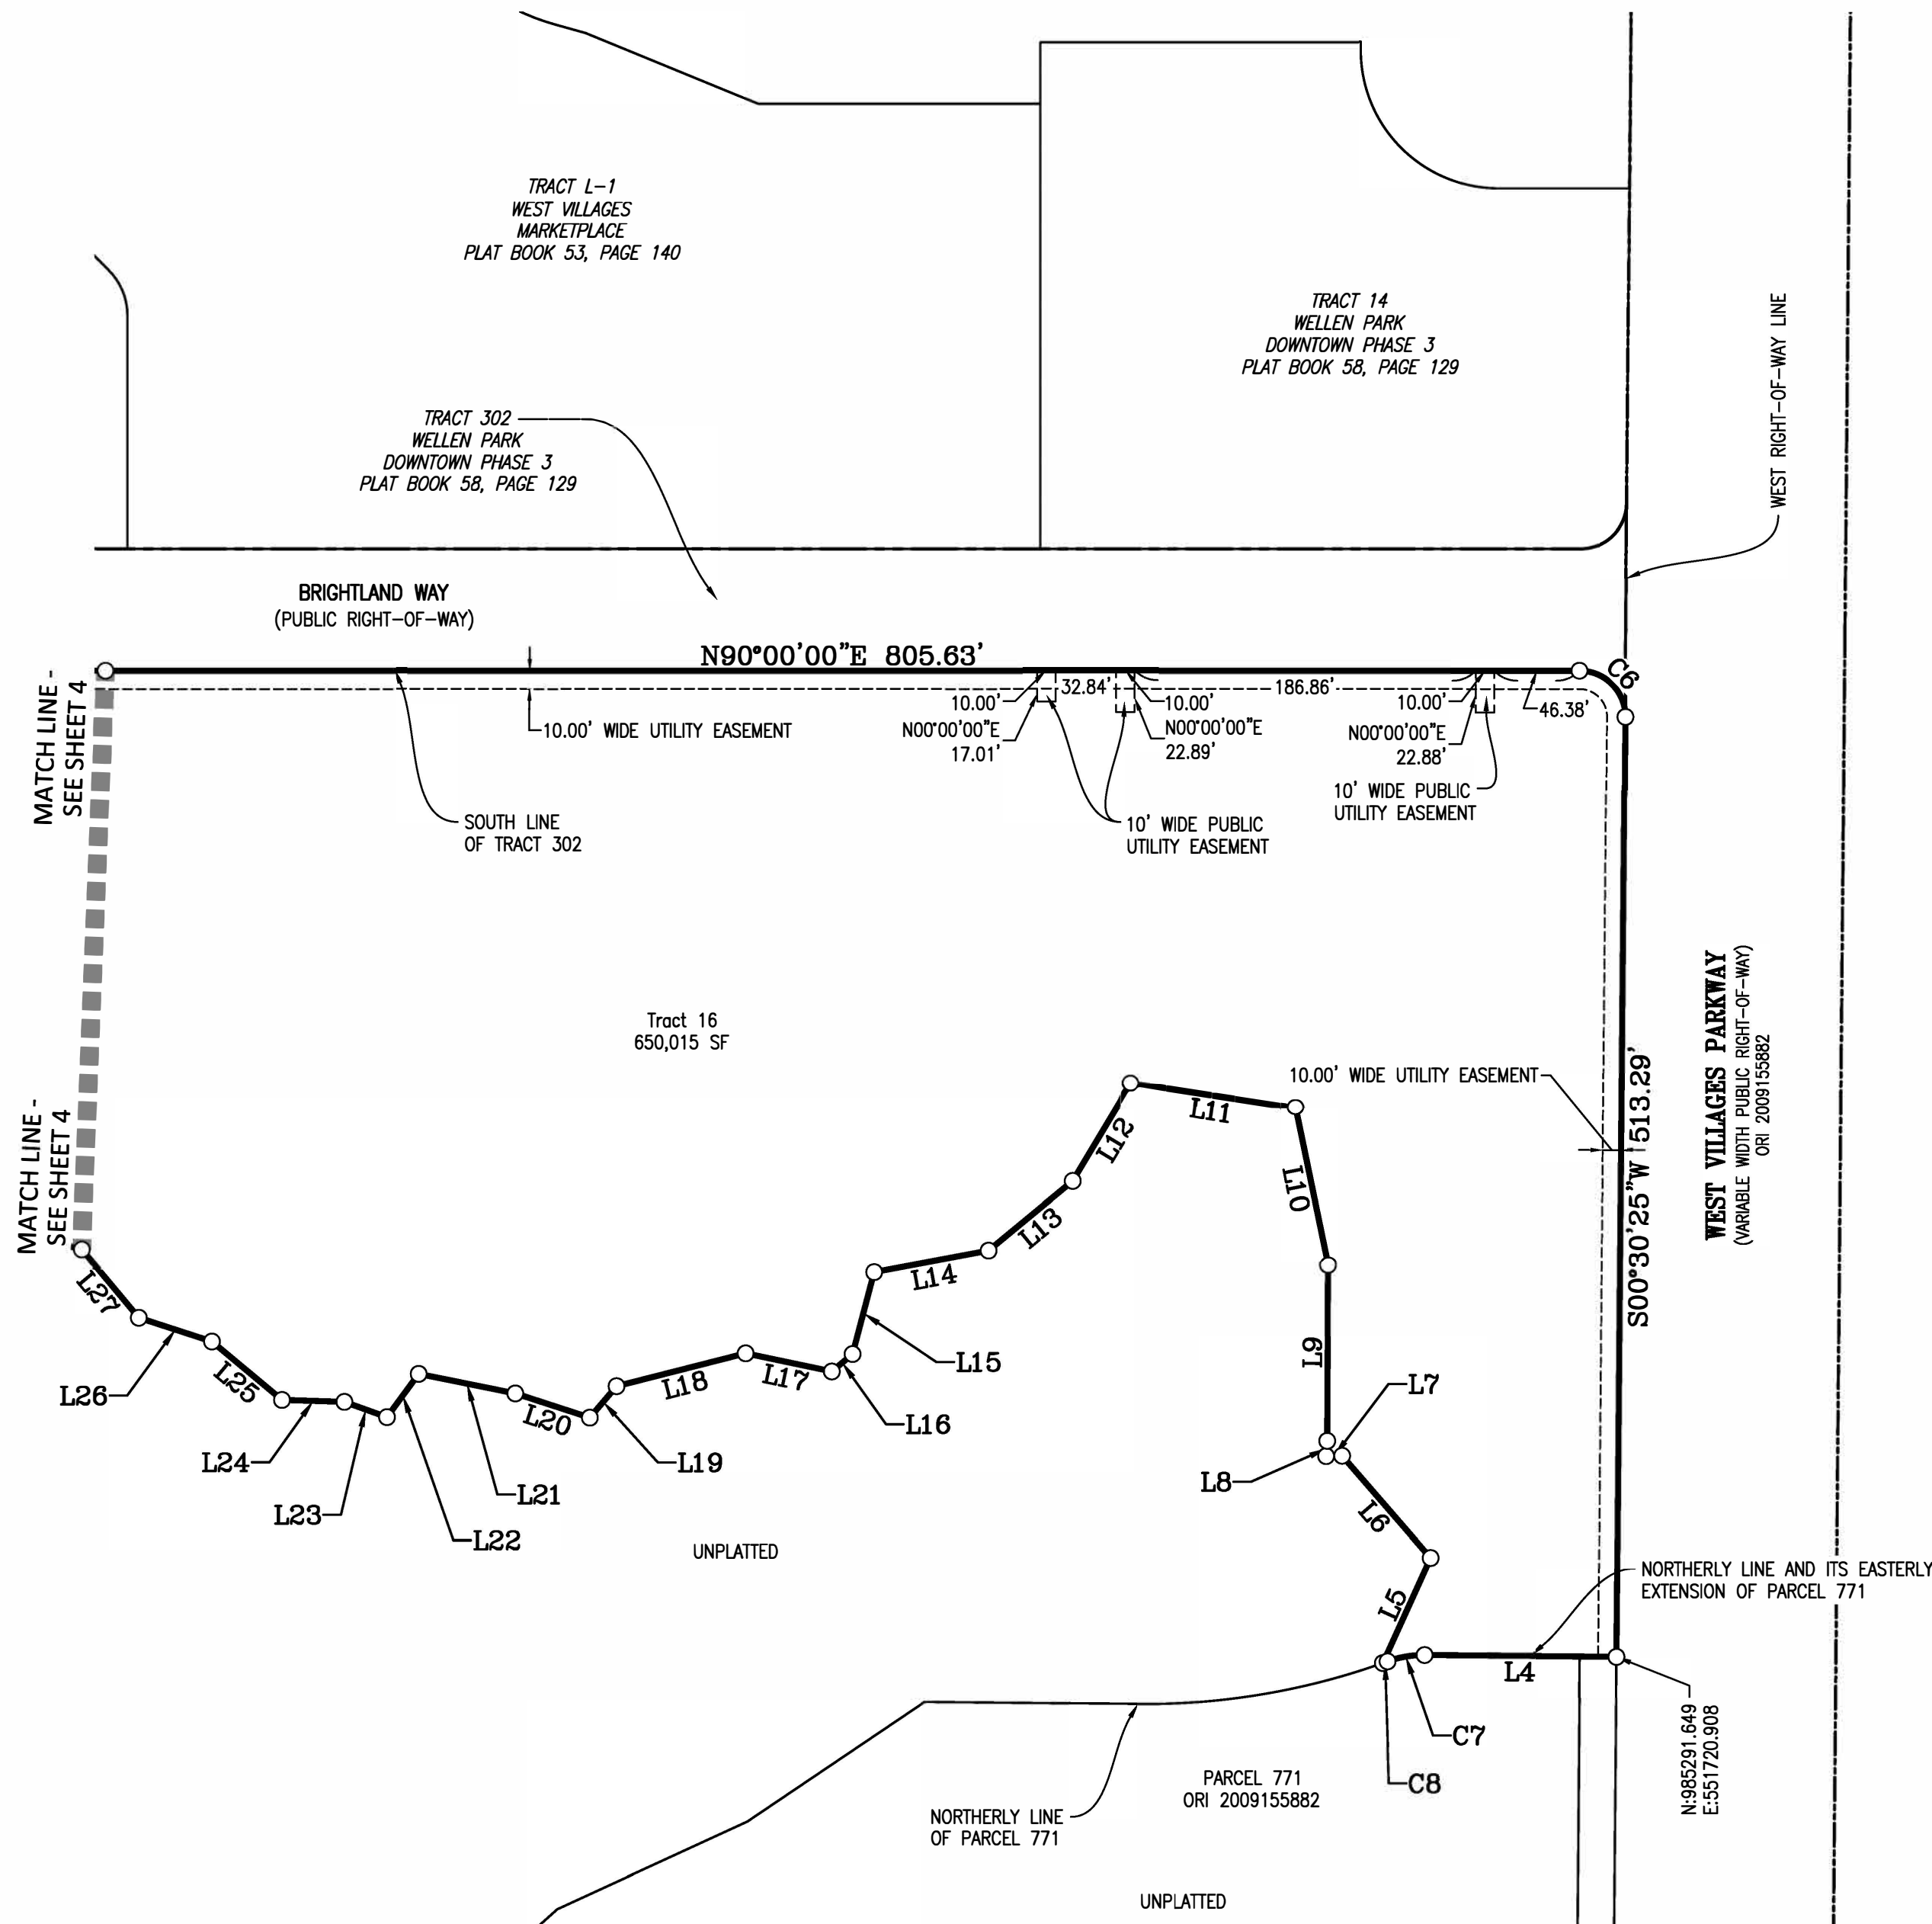 TRACT L-1
WEST VILLAGES
MARKETPLACE
PLAT BOOK 53, PAGE 140
TRACT 14
WELLEN PARK
DOWNTOWN PHASE 3
PLAT BOOK 58, PAGE 129
WEST RIGHT-OF-WAY LINE
TRACT 302
WELLEN PARK
DOWNTOWN PHASE 3
PLAT BOOK 58, PAGE 129
BRIGHTLAND WAY
(PUBLIC RIGHT-OF-WAY)
N90°00'00"E 805.63'
C6
MATCH LINE -
SEE SHEET 4
32.84'
186.86'
10.00'
10.00'
10.00'
46.38'
10.00' WIDE UTILITY EASEMENT
N00°00'00"E
17.01'
N00°00'00"E
22.89'
N00°00'00"E
22.88'
10' WIDE PUBLIC
UTILITY EASEMENT
SOUTH LINE
OF TRACT 302
10' WIDE PUBLIC
UTILITY EASEMENT
Tract 16
650,015 SF
10.00' WIDE UTILITY EASEMENT
S00°30'25"W 513.29'
WEST VILLAGES PARKWAY
(VARIABLE WIDTH PUBLIC RIGHT-OF-WAY)
ORI 2009155882
MATCH LINE -
SEE SHEET 4
L11
L12
L10
L13
L14
L27
L15
L9
L7
L18
L17
L25
L26
L16
L20
L24
L19
L8
L21
L23
L22
L6
UNPLATTED
NORTHERLY LINE AND ITS EASTERLY
EXTENSION OF PARCEL 771
L5
L4
C7
C8
N:985291.649
E:551720.908
PARCEL 771
ORI 2009155882
NORTHERLY LINE
OF PARCEL 771
UNPLATTED